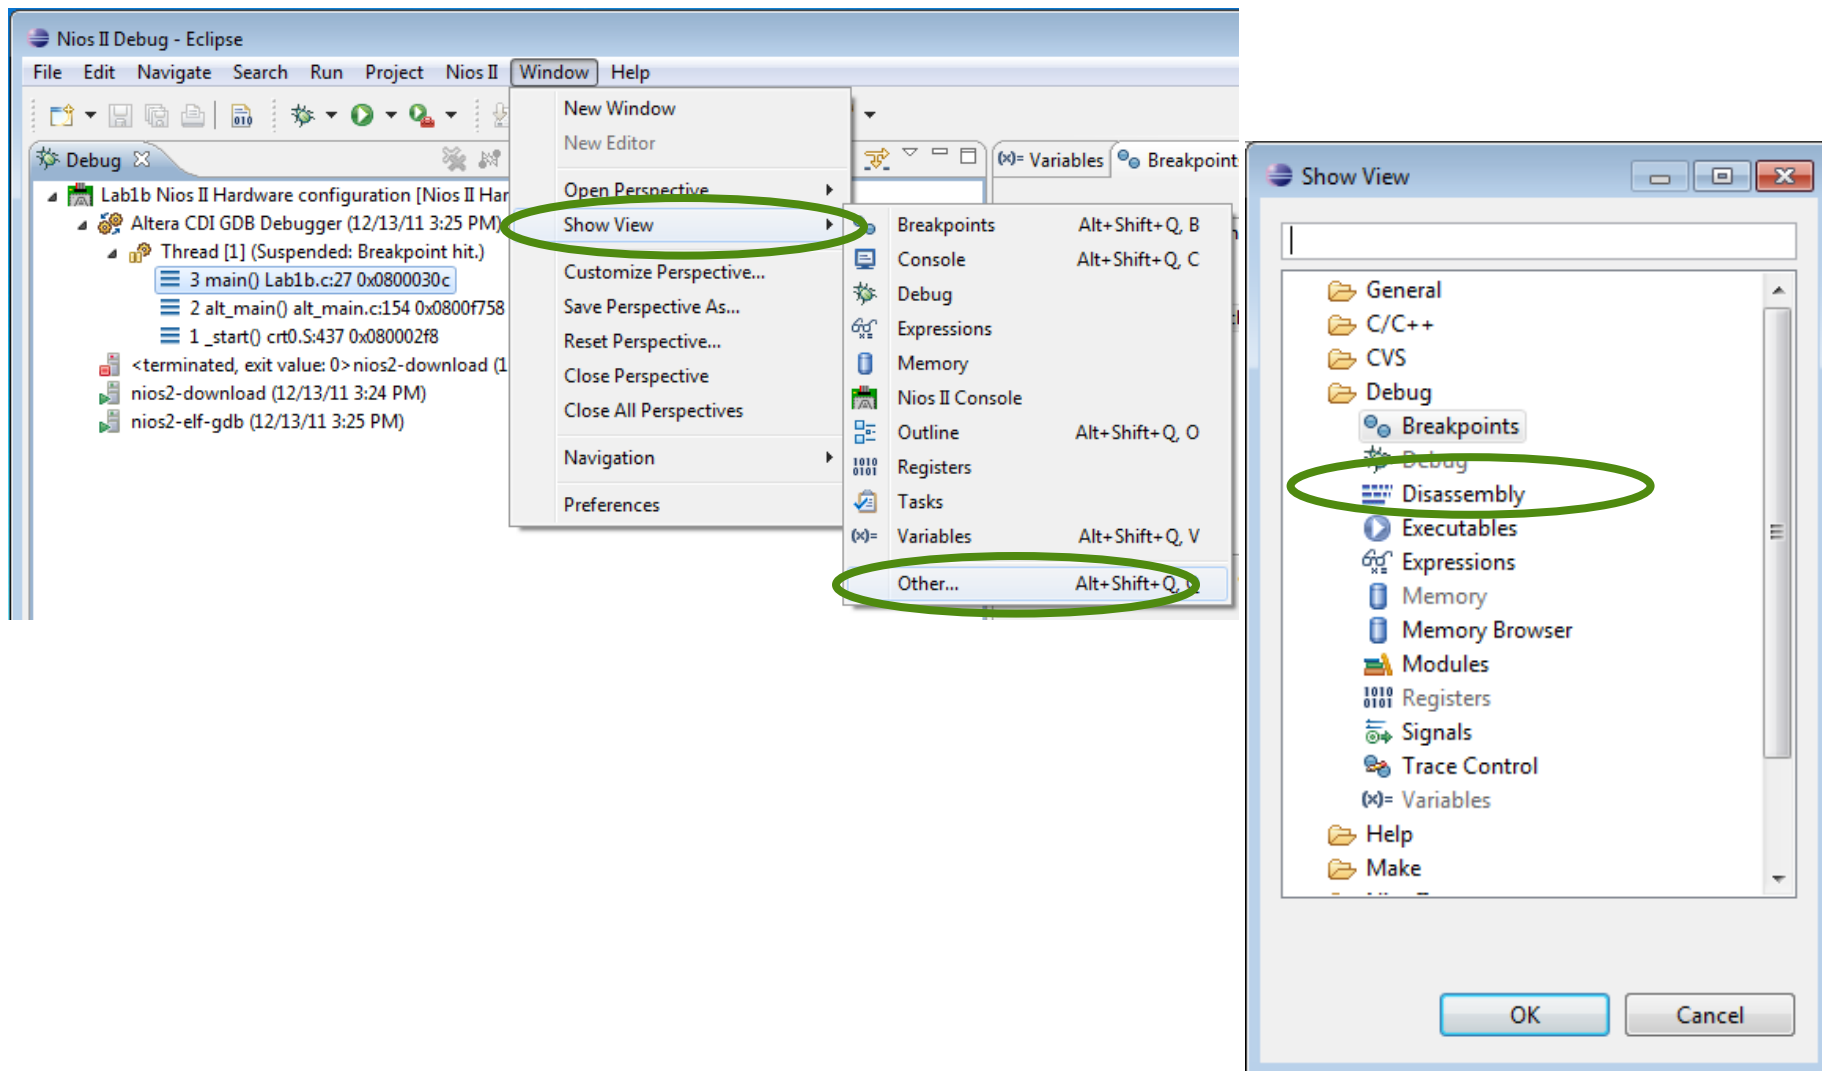 Nios II Debug - Eclipse
File Edit Navigate Search Run Project Nios II Window Help
Debug
Lab1b Nios II Hardware configuration [Nios II Har
Altera CDI GDB Debugger (12/13/11 3:25 PM)
Thread [1] (Suspended: Breakpoint hit.)
3 main() Lab1b.c:27 0x0800030c
2 alt_main() alt_main.c:154 0x0800f758
1 _start() crt0.S:437 0x080002f8
<terminated, exit value: 0>nios2-download (1
nios2-download (12/13/11 3:24 PM)
nios2-elf-gdb (12/13/11 3:25 PM)
New Window
New Editor
Open Perspective
Show View
Customize Perspective...
Save Perspective As...
Reset Perspective...
Close Perspective
Close All Perspectives
Navigation
Preferences
(x)= Variables Breakpoint
Breakpoints Alt+Shift+Q, B
Console Alt+Shift+Q, C
Debug
Expressions
Memory
Nios II Console
Outline Alt+Shift+Q, O
Registers
Tasks
(x)= Variables Alt+Shift+Q, V
Other... Alt+Shift+Q, Q
Show View
General
C/C++
CVS
Debug
Breakpoints
Debug
Disassembly
Executables
Expressions
Memory
Memory Browser
Modules
Registers
Signals
Trace Control
(x)= Variables
Help
Make
OK Cancel